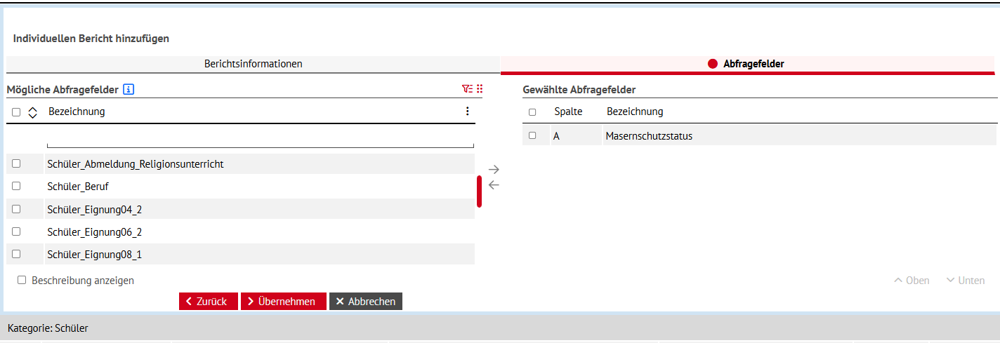 Individuellen Bericht hinzufügen
Berichtsinformationen
Abfragefelder
Mögliche Abfragefelder i
Gewählte Abfragefelder
Bezeichnung
Spalte Bezeichnung
A Masernschutzstatus
Schüler_Abmeldung_Religionsunterricht
Schüler_Beruf
Schüler_Eignung04_2
Schüler_Eignung06_2
Schüler_Eignung08_1
Beschreibung anzeigen
Oben Unten
Zurück Übernehmen Abbrechen
Kategorie: Schüler